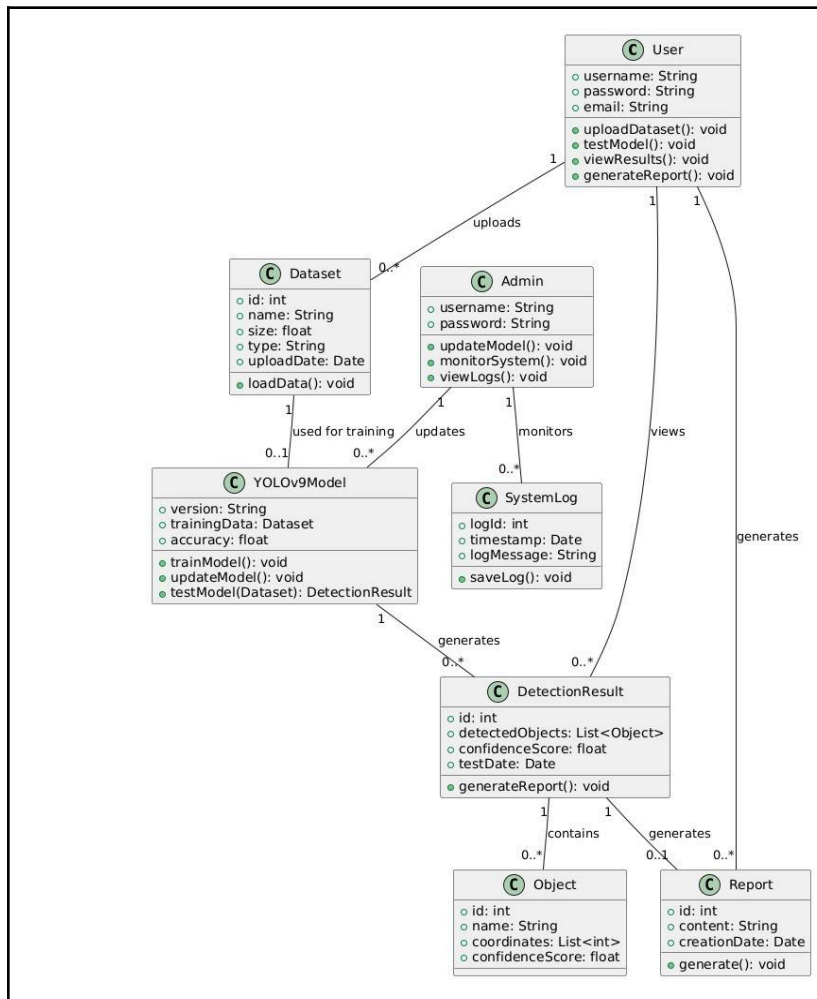 C User
username: String
password: String
email: String
uploadDataset(): void
testModel(): void
viewResults(): void
generateReport(): void
1
1
1
uploads
0..*
C Dataset
id: int
name: String
size: float
type: String
uploadDate: Date
loadData(): void
C Admin
username: String
password: String
updateModel(): void
monitorSystem(): void
viewLogs(): void
1
1
1
used for training
updates
monitors
views
0..1
0..*
0..*
C YOLOv9Model
version: String
trainingData: Dataset
accuracy: float
trainModel(): void
updateModel(): void
testModel(Dataset): DetectionResult
C SystemLog
logId: int
timestamp: Date
logMessage: String
saveLog(): void
generates
1
generates
0..*
0..*
C DetectionResult
id: int
detectedObjects: List<Object>
confidenceScore: float
testDate: Date
generateReport(): void
1
1
contains
generates
0..*
0..1
0..*
C Object
id: int
name: String
coordinates: List<int>
confidenceScore: float
C Report
id: int
content: String
creationDate: Date
generate(): void